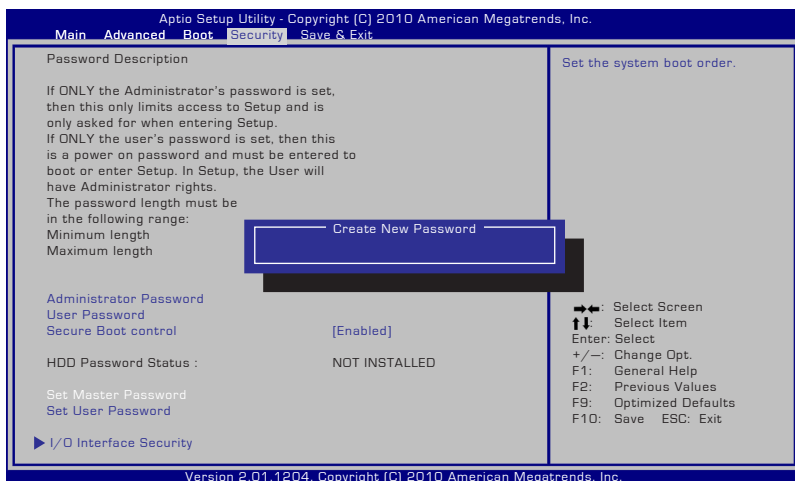 Aptio Setup Utility - Copyright (C) 2010 American Megatrends, Inc.
Main Advanced Boot Security Save & Exit
Password Description
If ONLY the Administrator's password is set,
then this only limits access to Setup and is
only asked for when entering Setup.
If ONLY the user's password is set, then this
is a power on password and must be entered to
boot or enter Setup. In Setup, the User will
have Administrator rights.
The password length must be
in the following range:
Minimum length
Maximum length
Create New Password
Administrator Password
User Password
Secure Boot control [Enabled]
HDD Password Status : NOT INSTALLED
Set Master Password
Set User Password
I/O Interface Security
Set the system boot order.
→←: Select Screen
↑↓: Select Item
Enter: Select
+/—: Change Opt.
F1: General Help
F2: Previous Values
F9: Optimized Defaults
F10: Save ESC: Exit
Version 2.01.1204. Copyright (C) 2010 American Megatrends, Inc.